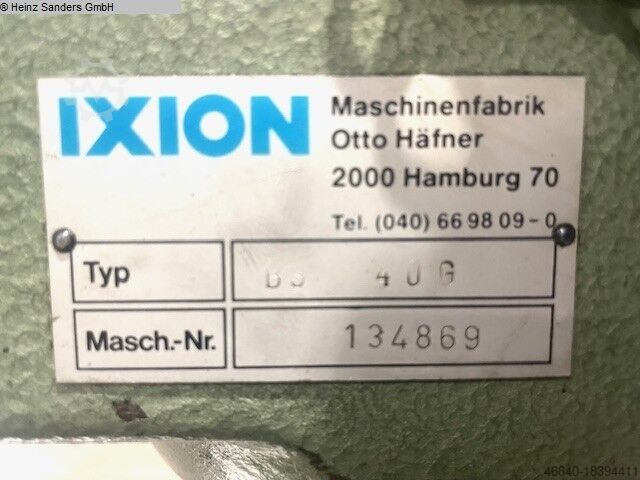 © Heinz Sanders GmbH
IXION
Maschinenfabrik
Otto Häfner
2000 Hamburg 70
Tel. (040) 66 98 09-0
Typ
Masch.-Nr. 134869
46640-18394411